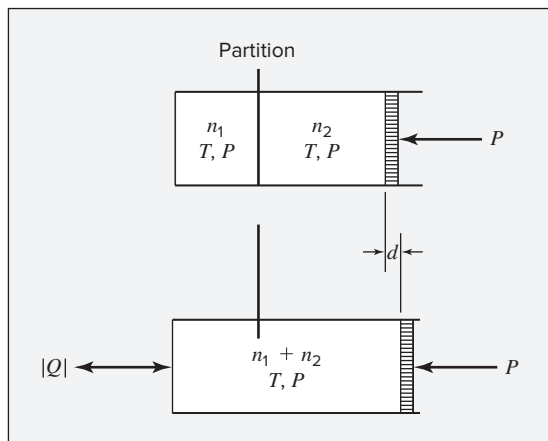 Partition
n₁
T, P
n₂
T, P
P
d
|Q|
n₁ + n₂
T, P
P